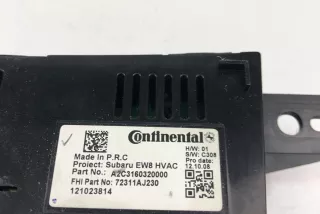 Continental
H/W: 01
S/W: C308
Pro date
12.10.08
Made In P.R.C
Project: Subaru EW8 HVAC
Part No.: A2C3160320000
FHI Part No: 72311AJ230
121023814